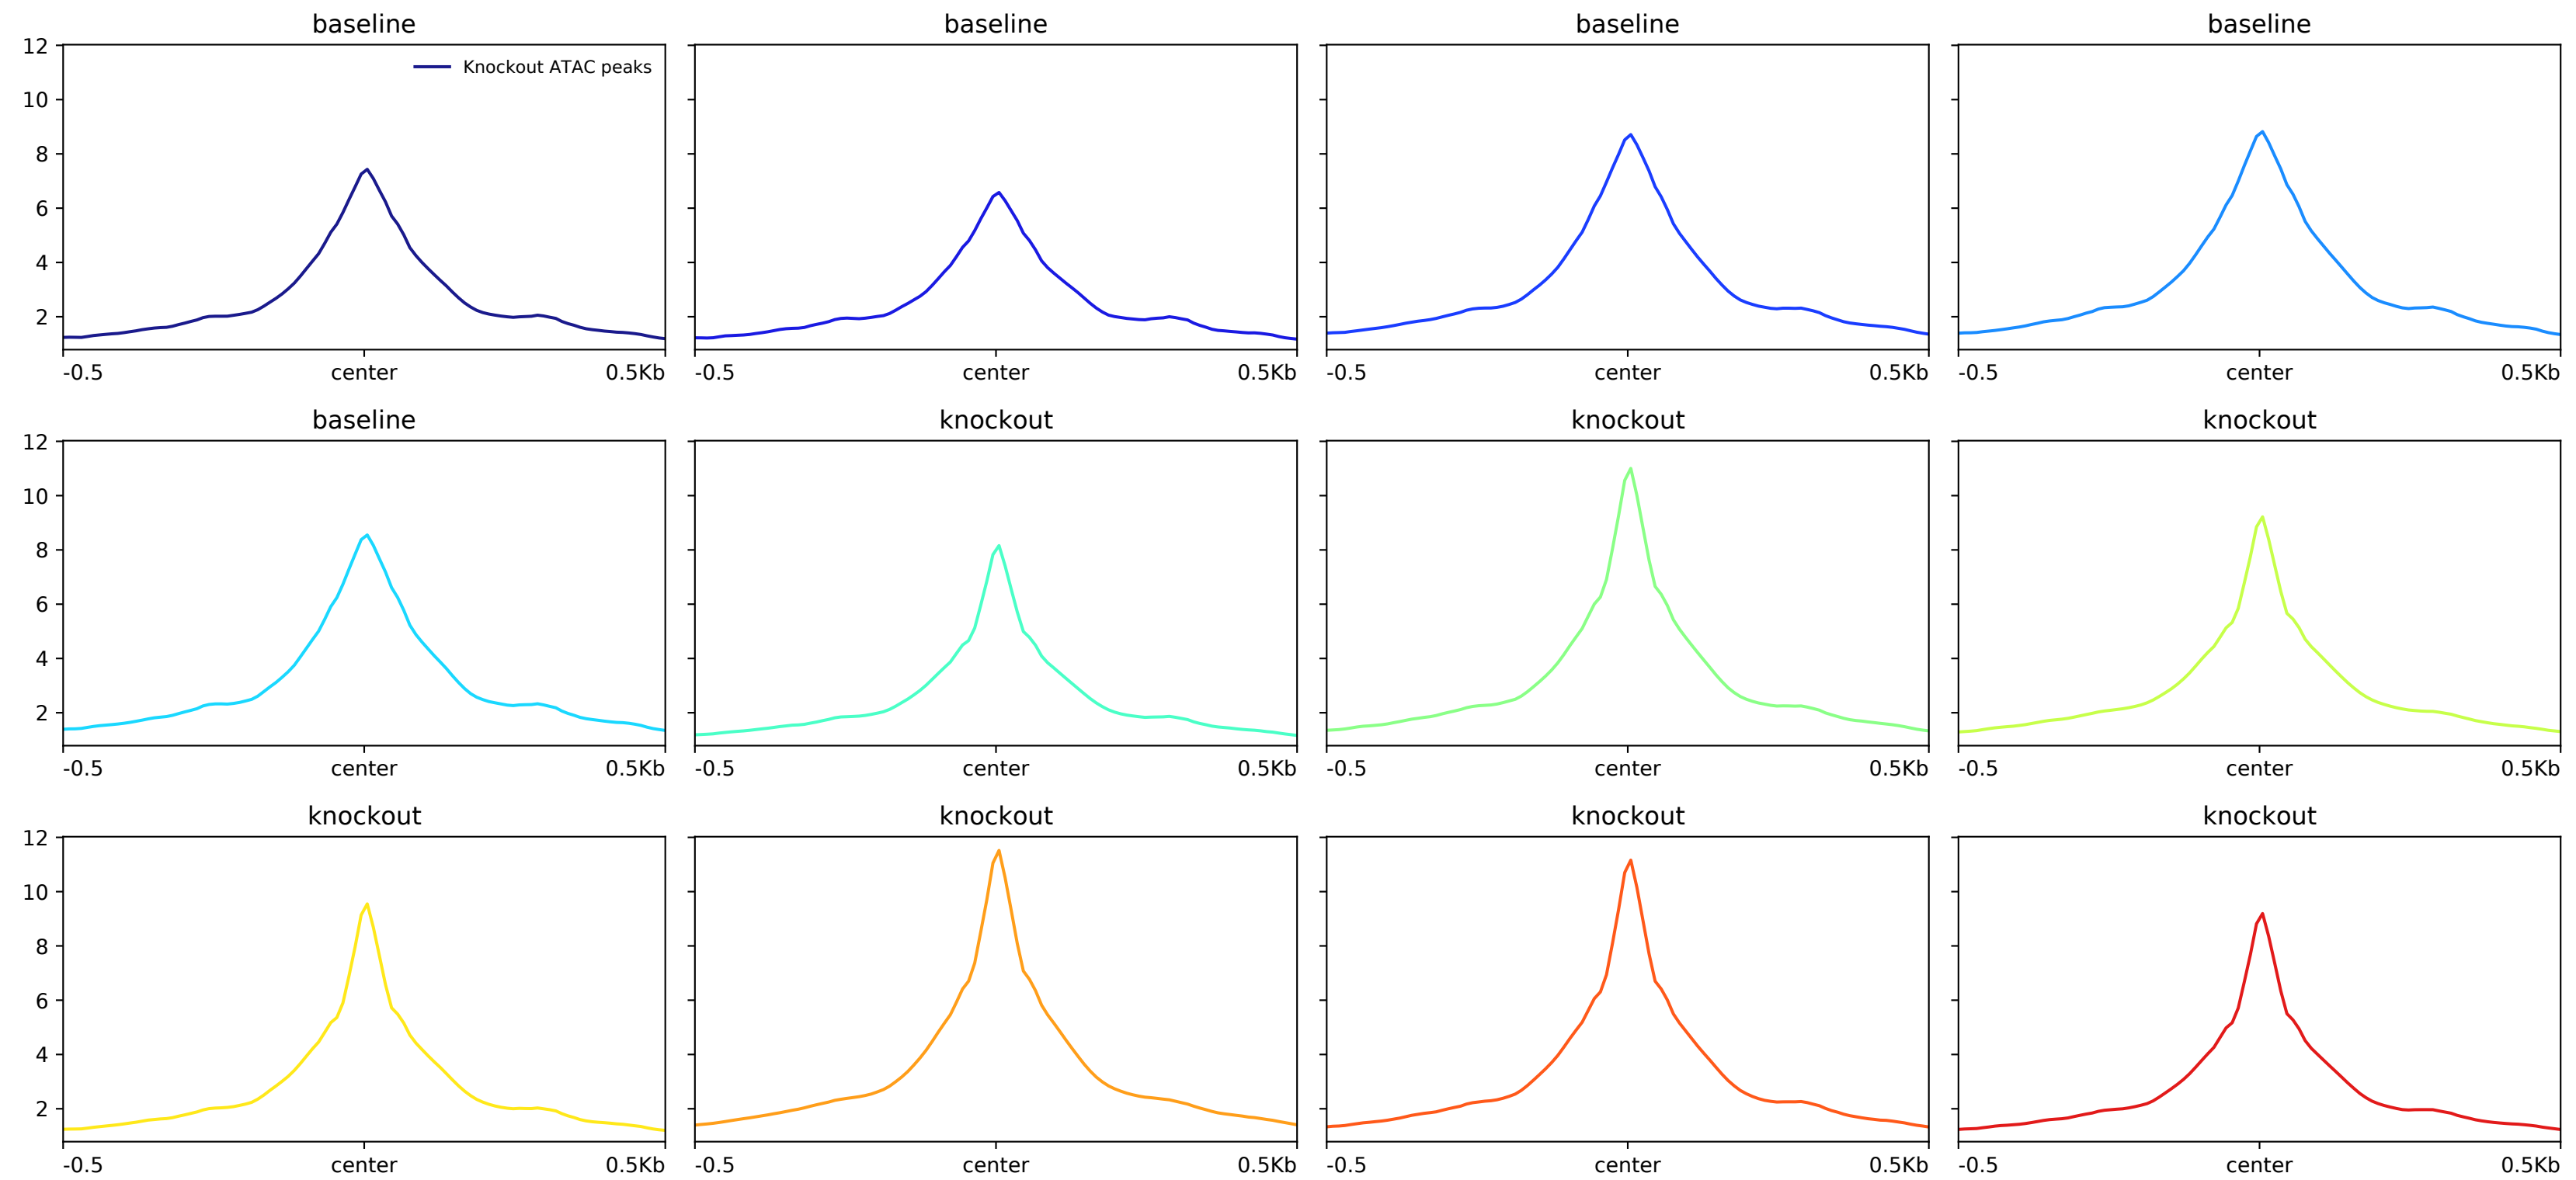 baseline baseline baseline baseline
12
Knockout ATAC peaks
10
8
6
4
2
-0.5 center 0.5Kb -0.5 center 0.5Kb -0.5 center 0.5Kb -0.5 center 0.5Kb
baseline knockout knockout knockout
12
10
8
6
4
2
-0.5 center 0.5Kb -0.5 center 0.5Kb -0.5 center 0.5Kb -0.5 center 0.5Kb
knockout knockout knockout knockout
12
10
8
6
4
2
-0.5 center 0.5Kb -0.5 center 0.5Kb -0.5 center 0.5Kb -0.5 center 0.5Kb